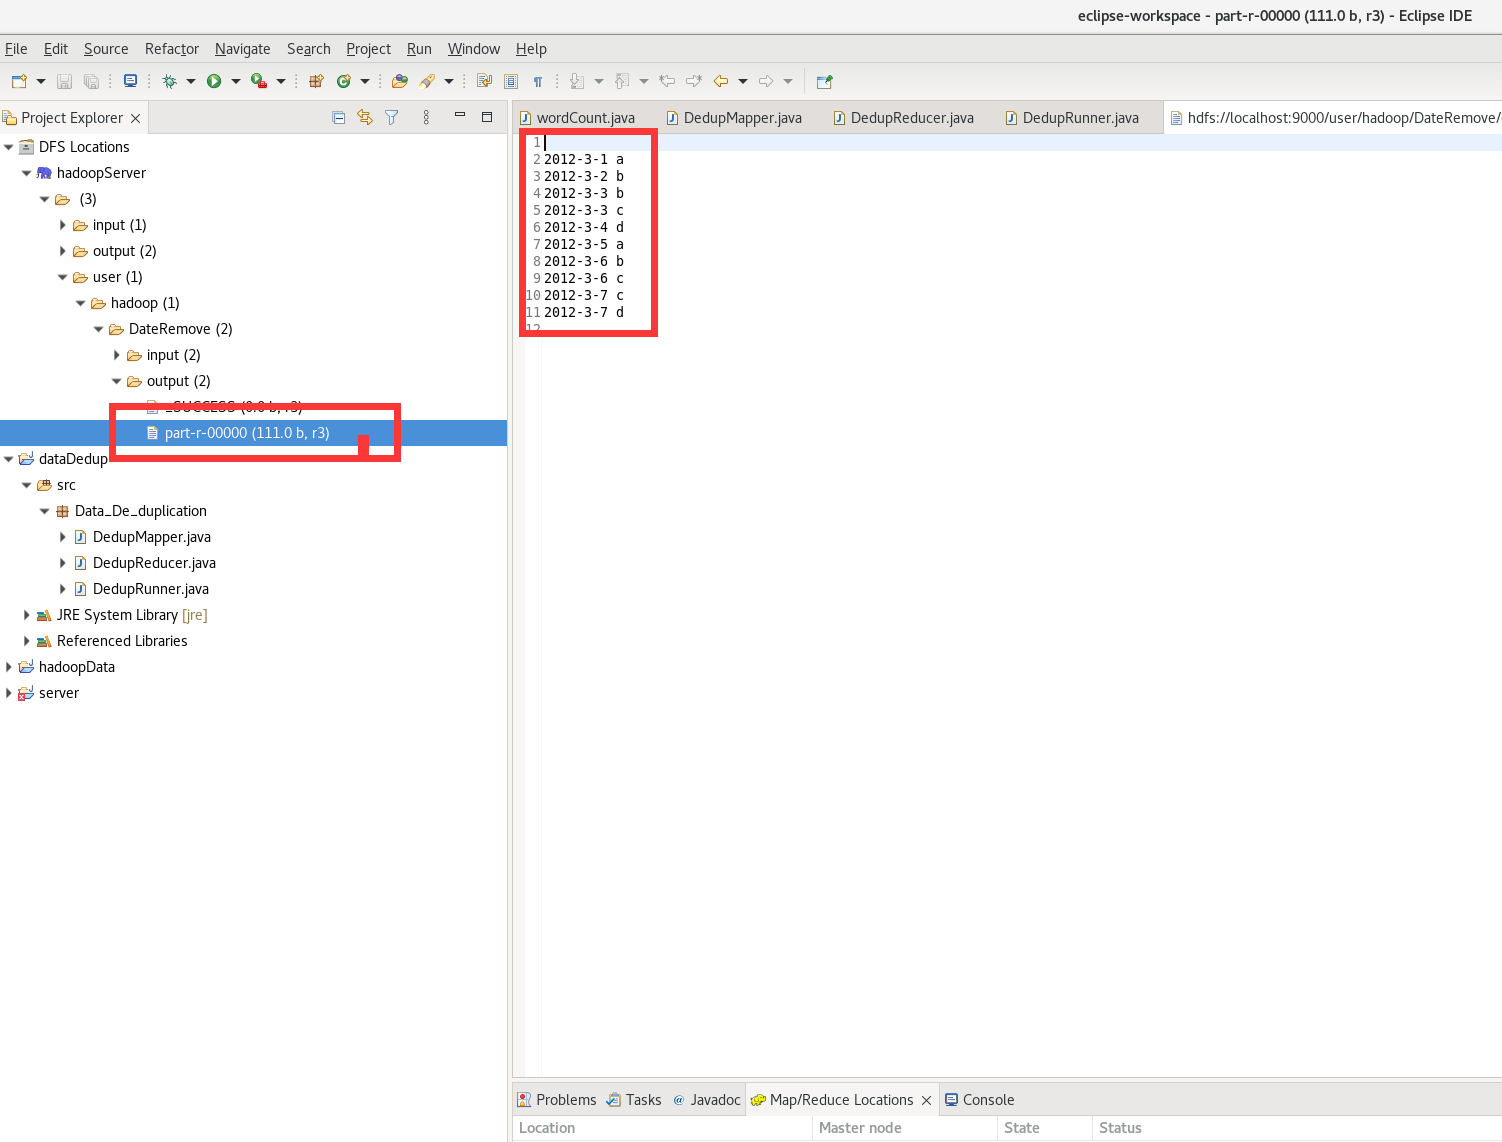 eclipse-workspace - part-r-00000 (111.0 b, r3) - Eclipse IDE
File Edit Source Refactor Navigate Search Project Run Window Help
Project Explorer
wordCount.java DedupMapper.java DedupReducer.java DedupRunner.java hdfs://localhost:9000/user/hadoop/DateRemove/
DFS Locations
hadoopServer
(3)
input (1)
output (2)
user (1)
hadoop (1)
DateRemove (2)
input (2)
output (2)
_SUCCESS (0.0 b, r3)
part-r-00000 (111.0 b, r3)
dataDedup
src
Data_De_duplication
DedupMapper.java
DedupReducer.java
DedupRunner.java
JRE System Library [jre]
Referenced Libraries
hadoopData
server
1
2 2012-3-1 a
3 2012-3-2 b
4 2012-3-3 b
5 2012-3-3 c
6 2012-3-4 d
7 2012-3-5 a
8 2012-3-6 b
9 2012-3-6 c
10 2012-3-7 c
11 2012-3-7 d
12
Problems Tasks @ Javadoc Map/Reduce Locations Console
Location Master node State Status